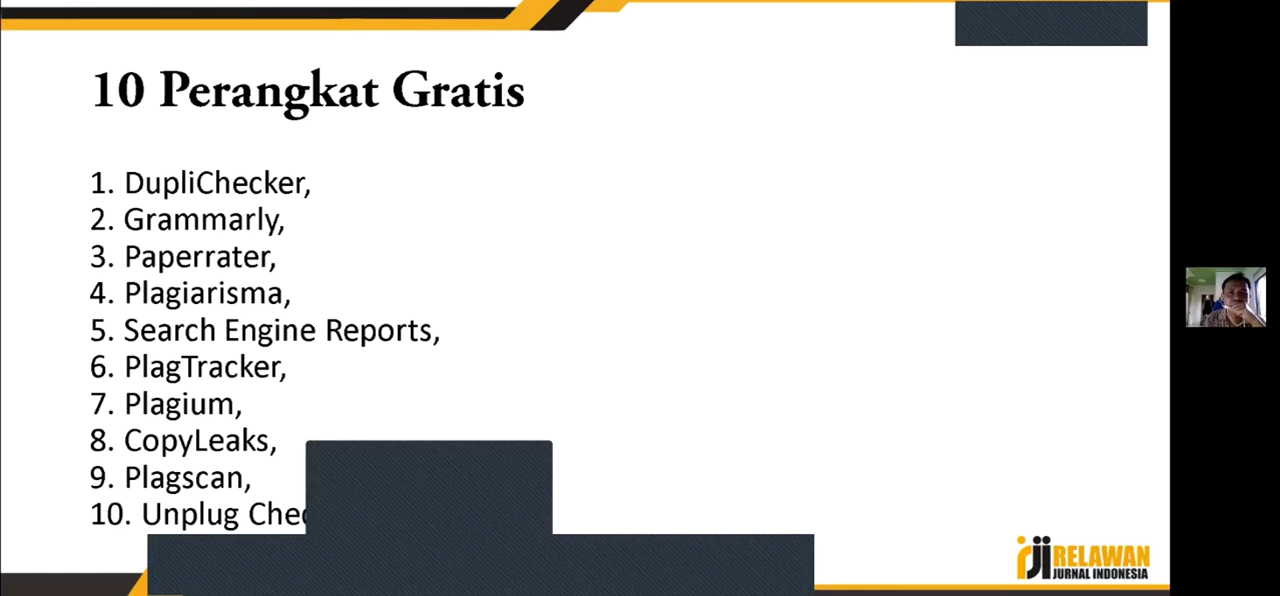 10 Perangkat Gratis
1. DupliChecker,
2. Grammarly,
3. Paperrater,
4. Plagiarisma,
5. Search Engine Reports,
6. PlagTracker,
7. Plagium,
8. CopyLeaks,
9. Plagscan,
10. Unplug
rji RELAWAN
JURNAL INDONESIA